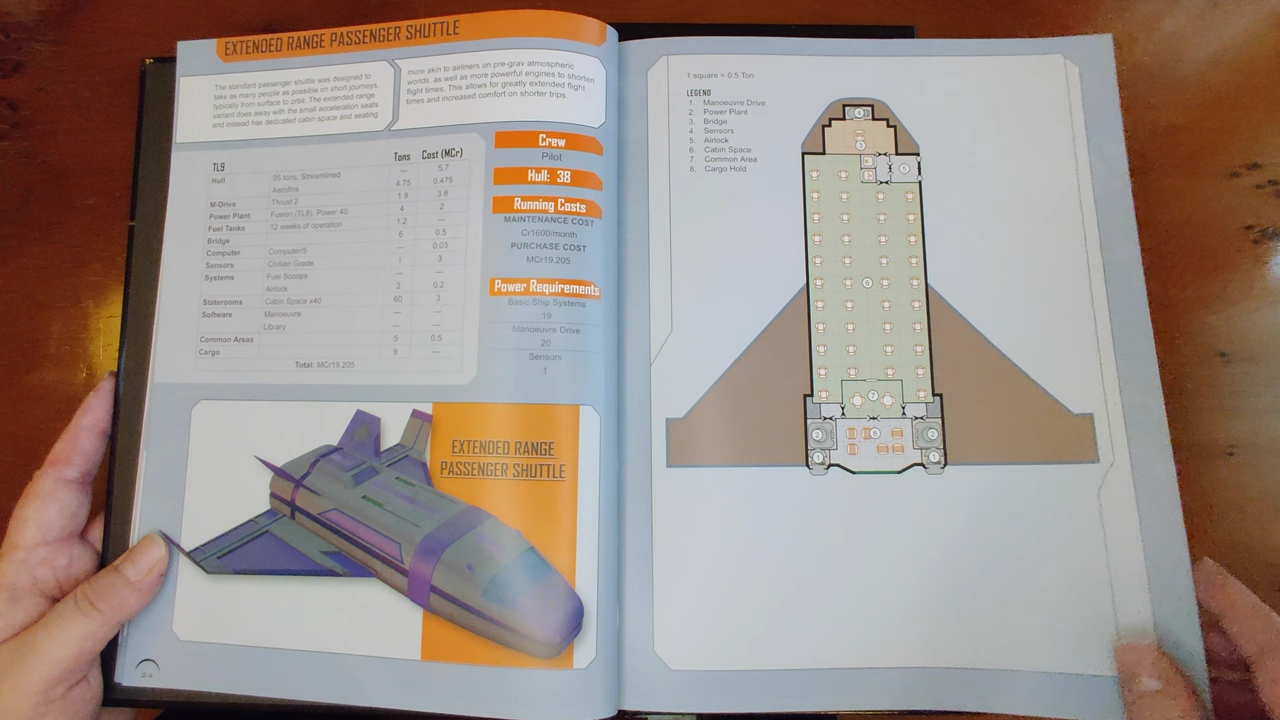 EXTENDED RANGE PASSENGER SHUTTLE
The standard passenger shuttle was designed to
take as many people as possible on short journeys,
typically from surface to orbit. The extended range
variant does away with the small acceleration seats
and instead has dedicated cabin space and seating
more akin to airliners on pre-grav atmospheric
worlds, as well as more powerful engines to shorten
flight times. This allows for greatly extended flight
times and increased comfort on shorter trips.
TL9 Tons Cost (MCr)
Hull 95 tons, Streamlined — 5.7
Aerofins 4.75 0.475
M-Drive Thrust 2 1.9 3.8
Power Plant Fusion (TL8), Power 40 4 2
Fuel Tanks 12 weeks of operation 1.2 —
Bridge 6 0.5
Computer Computer/5 — 0.03
Sensors Civilian Grade 1 3
Systems Fuel Scoops — —
Airlock 2 0.2
Staterooms Cabin Space x40 60 3
Software Manoeuvre — —
Library — —
Common Areas 5 0.5
Cargo 9 —
Total: MCr19.205
Crew
Pilot
Hull: 38
Running Costs
MAINTENANCE COST
Cr1600/month
PURCHASE COST
MCr19.205
Power Requirements
Basic Ship Systems
19
Manoeuvre Drive
20
Sensors
1
EXTENDED RANGE
PASSENGER SHUTTLE
24
1 square = 0.5 Ton
LEGEND
1. Manoeuvre Drive
2. Power Plant
3. Bridge
4. Sensors
5. Airlock
6. Cabin Space
7. Common Area
8. Cargo Hold
4
3
5
6
7
2 8 2
1 1